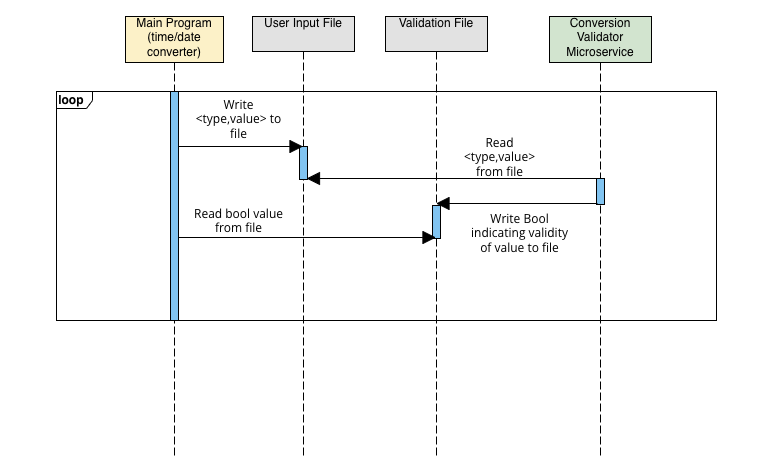 Main Program
(time/date
converter)
User Input File
Validation File
Conversion
Validator
Microservice
loop
Write
<type,value> to
file
Read
<type,value>
from file
Read bool value
from file
Write Bool
indicating validity
of value to file